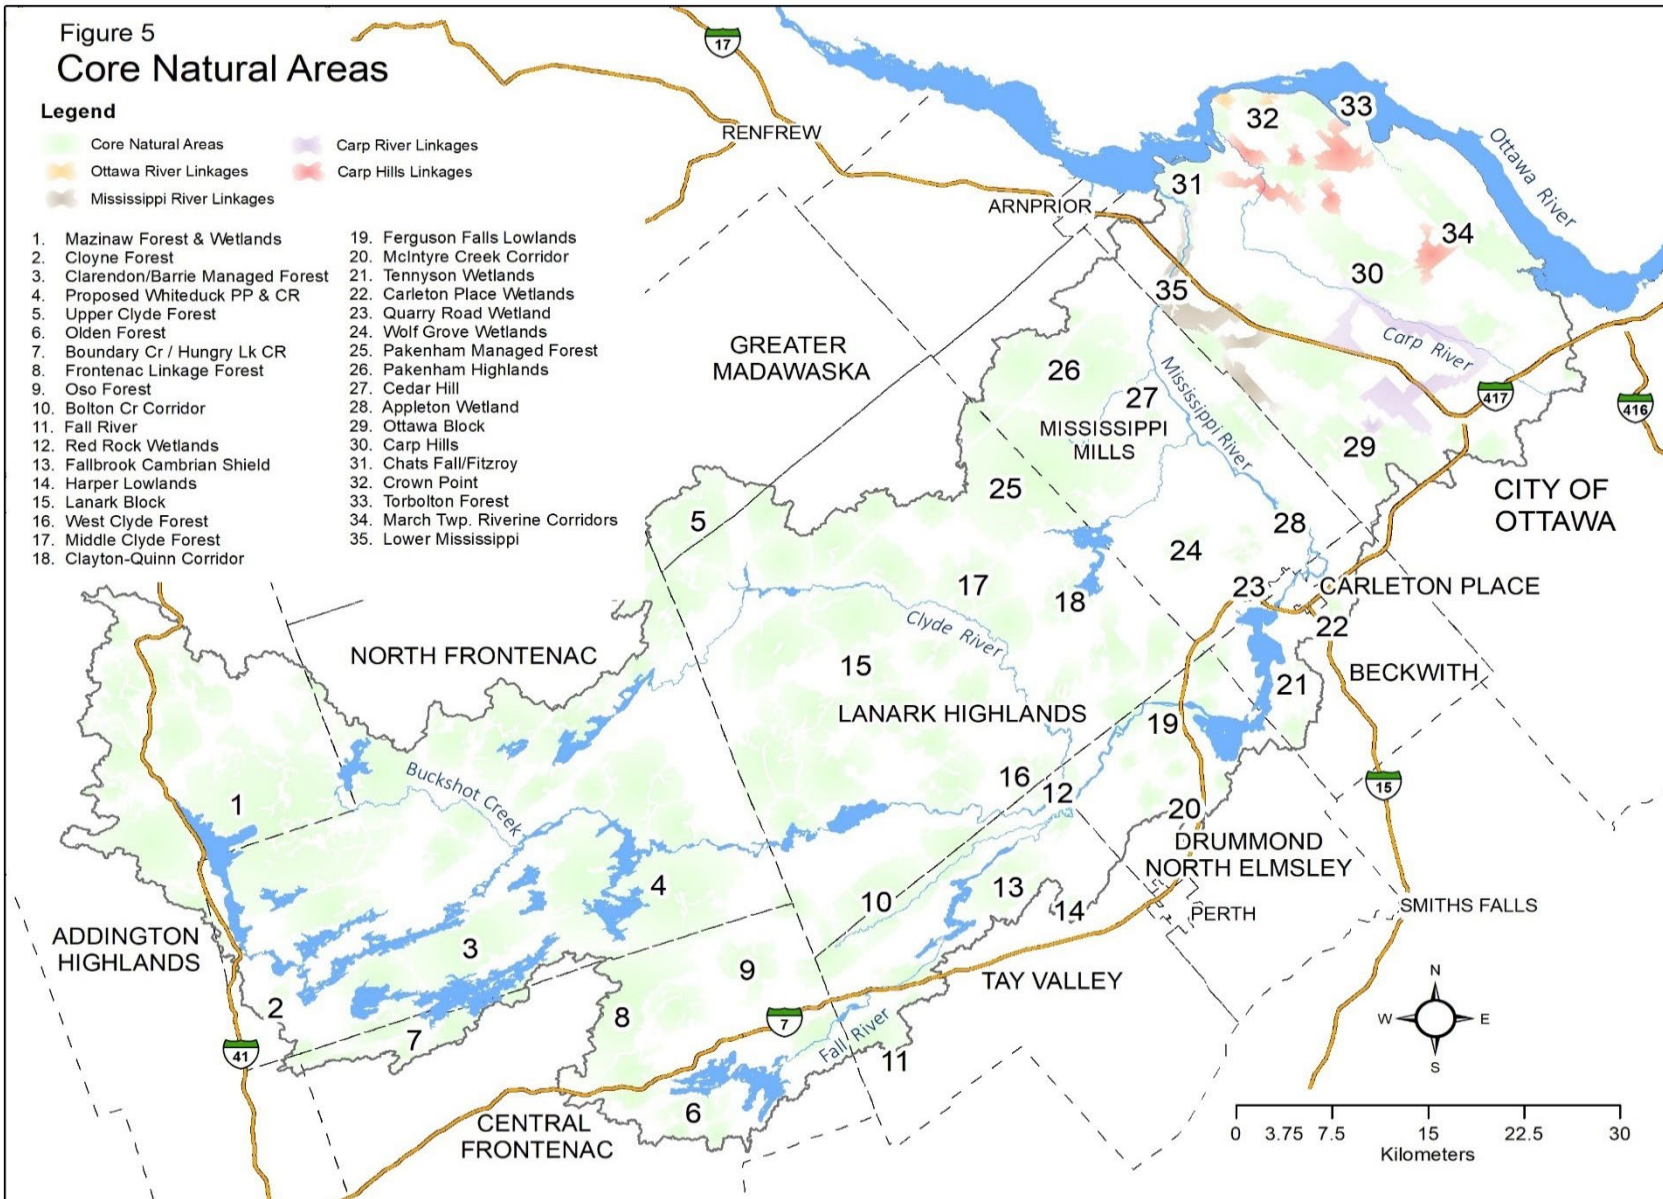 Figure 5
Core Natural Areas
Legend
Core Natural Areas
Ottawa River Linkages
Mississippi River Linkages
Carp River Linkages
Carp Hills Linkages
1. Mazinaw Forest & Wetlands
2. Cloyne Forest
3. Clarendon/Barrie Managed Forest
4. Proposed Whiteduck PP & CR
5. Upper Clyde Forest
6. Olden Forest
7. Boundary Cr / Hungry Lk CR
8. Frontenac Linkage Forest
9. Oso Forest
10. Bolton Cr Corridor
11. Fall River
12. Red Rock Wetlands
13. Fallbrook Cambrian Shield
14. Harper Lowlands
15. Lanark Block
16. West Clyde Forest
17. Middle Clyde Forest
18. Clayton-Quinn Corridor
19. Ferguson Falls Lowlands
20. McIntyre Creek Corridor
21. Tennyson Wetlands
22. Carleton Place Wetlands
23. Quarry Road Wetland
24. Wolf Grove Wetlands
25. Pakenham Managed Forest
26. Pakenham Highlands
27. Cedar Hill
28. Appleton Wetland
29. Ottawa Block
30. Carp Hills
31. Chats Fall/Fitzroy
32. Crown Point
33. Torbolton Forest
34. March Twp. Riverine Corridors
35. Lower Mississippi
17
RENFREW
ARNPRIOR
32
33
Ottawa River
31
34
30
35
GREATER
MADAWASKA
Carp River
26
27
Mississippi River
MISSISSIPPI
MILLS
417
416
29
25
CITY OF
OTTAWA
5
28
24
17
18
23
CARLETON PLACE
22
Clyde River
NORTH FRONTENAC
15
BECKWITH
21
LANARK HIGHLANDS
19
Buckshot Creek
16
12
15
1
20
DRUMMOND
NORTH ELMSLEY
4
13
10
14
PERTH
SMITHS FALLS
ADDINGTON
HIGHLANDS
3
9
TAY VALLEY
2
8
7
7
Fall River
41
11
6
CENTRAL
FRONTENAC
N
W
E
S
0 3.75 7.5 15 22.5 30
Kilometers